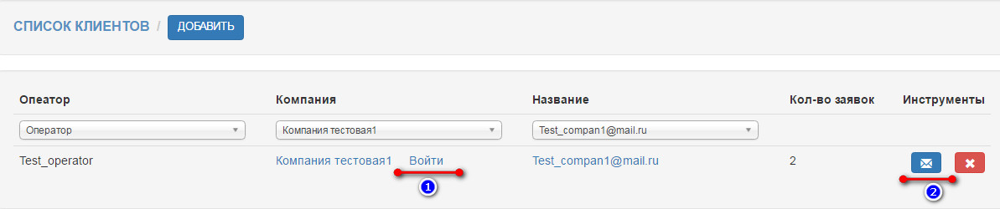 СПИСОК КЛИЕНТОВ / ДОБАВИТЬ
Опеатор Компания Название Кол-во заявок Инструменты
Оператор Компания тестовая1 Test_compan1@mail.ru
Test_operator Компания тестовая1 Войти Test_compan1@mail.ru 2
1 2